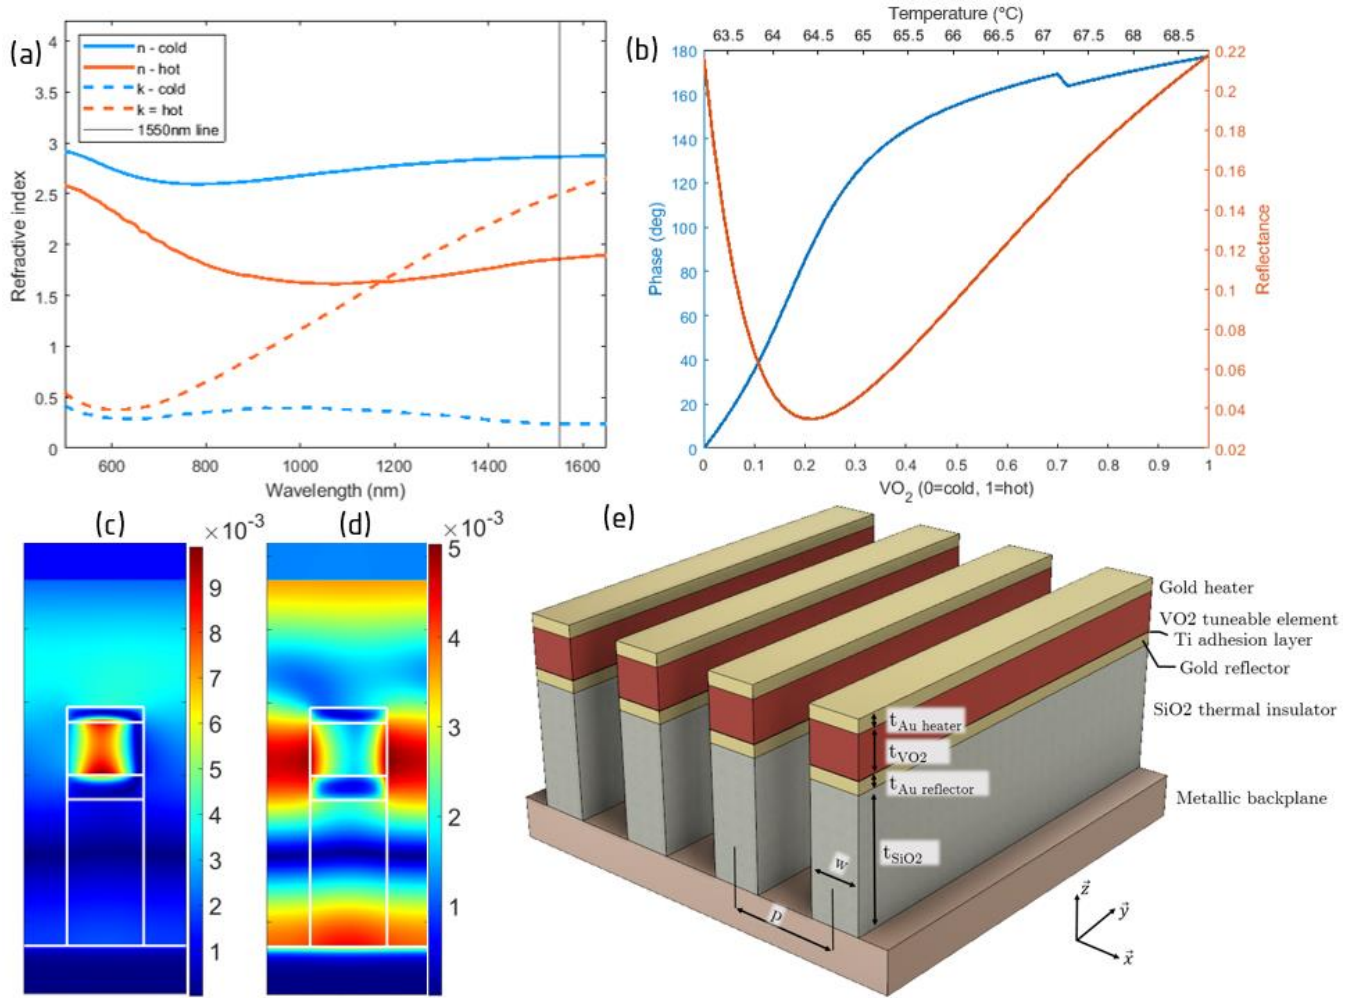 (a)
4
3.5
3
2.5
2
1.5
1
0.5
0
Refractive index
n - cold
n - hot
k - cold
k = hot
1550nm line
600 800 1000 1200 1400 1600
Wavelength (nm)
(b)
Temperature (°C)
63.5 64 64.5 65 65.5 66 66.5 67 67.5 68 68.5
180
160
140
120
100
80
60
40
20
0
Phase (deg)
0.22
0.2
0.18
0.16
0.14
0.12
0.1
0.08
0.06
0.04
0.02
Reflectance
0 0.1 0.2 0.3 0.4 0.5 0.6 0.7 0.8 0.9 1
VO2 (0=cold, 1=hot)
(c)
×10-3
9
8
7
6
5
4
3
2
1
(d)
×10-3
5
4
3
2
1
(e)
Gold heater
VO2 tuneable element
Ti adhesion layer
Gold reflector
SiO2 thermal insulator
Metallic backplane
tAu heater
tVO2
tAu reflector
tSiO2
w
p
z
y
x